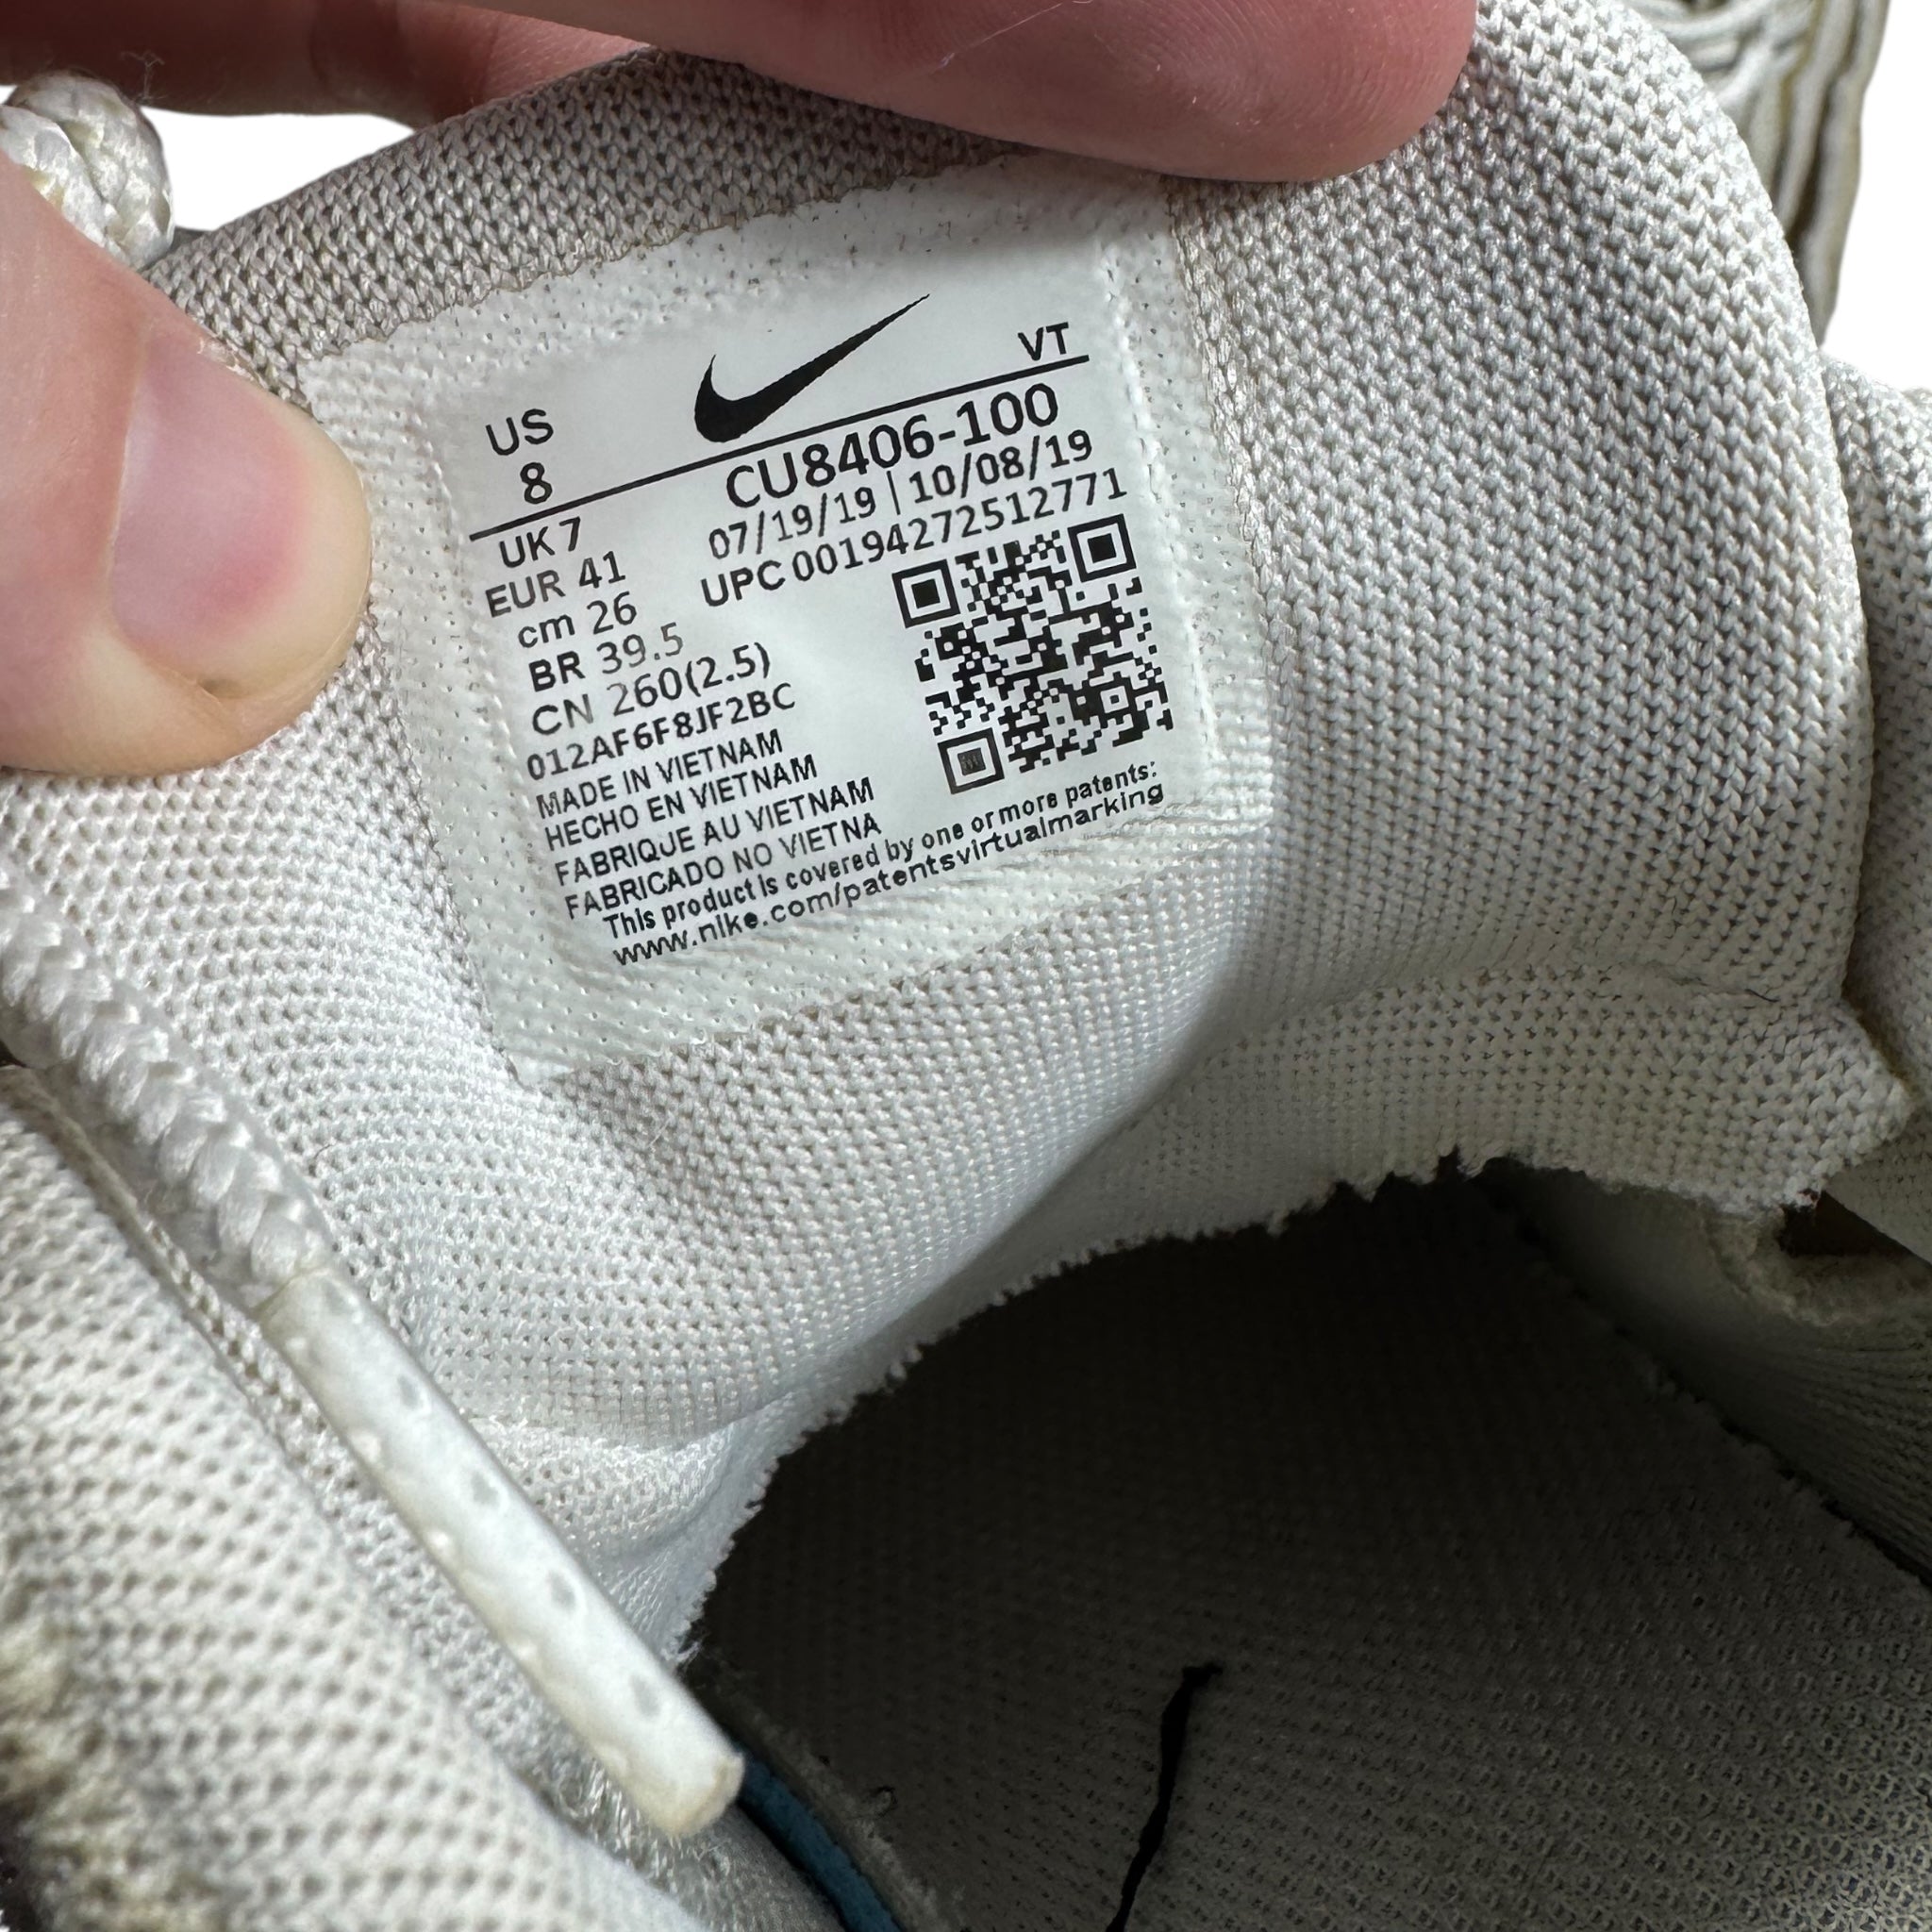 US
8
VT
CU8406-100
07/19/19 | 10/08/19
UPC 00194272512771
UK 7
EUR 41
cm 26
BR 39.5
CN 260(2.5)
012AF6F8JF2BC
MADE IN VIETNAM
HECHO EN VIETNAM
FABRIQUE AU VIETNAM
FABRICADO NO VIETNA
This product is covered by one or more patents:
www.nike.com/patentsvirtualmarking